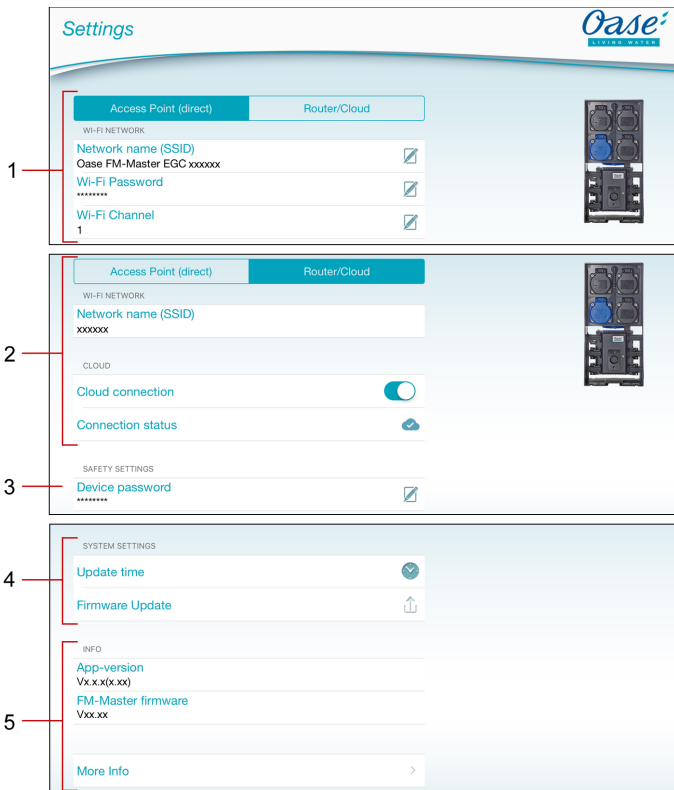 Settings
Oase
LIVING WATER
1
Access Point (direct)
Router/Cloud
WI-FI NETWORK
Network name (SSID)
Oase FM-Master EGC xxxxxx
Wi-Fi Password
********
Wi-Fi Channel
1
2
Access Point (direct)
Router/Cloud
WI-FI NETWORK
Network name (SSID)
xxxxxx
CLOUD
Cloud connection
Connection status
3
SAFETY SETTINGS
Device password
********
4
SYSTEM SETTINGS
Update time
Firmware Update
5
INFO
App-version
Vx.x.x(x.xx)
FM-Master firmware
Vxx.xx
More Info